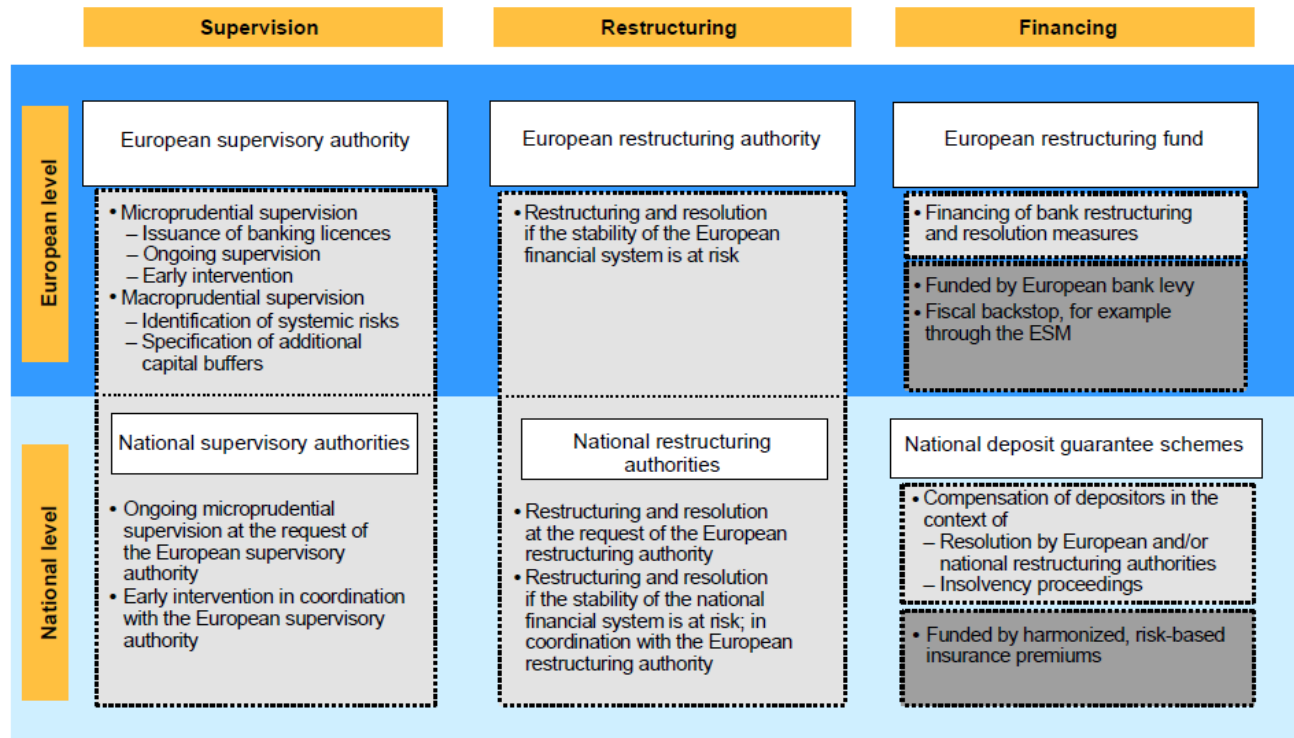 Supervision
Restructuring
Financing
European level
European supervisory authority
• Microprudential supervision
– Issuance of banking licences
– Ongoing supervision
– Early intervention
• Macroprudential supervision
– Identification of systemic risks
– Specification of additional
capital buffers
European restructuring authority
• Restructuring and resolution
if the stability of the European
financial system is at risk
European restructuring fund
• Financing of bank restructuring
and resolution measures
• Funded by European bank levy
• Fiscal backstop, for example
through the ESM
National level
National supervisory authorities
• Ongoing microprudential
supervision at the request of
the European supervisory
authority
• Early intervention in coordination
with the European supervisory
authority
National restructuring
authorities
• Restructuring and resolution
at the request of the European
restructuring authority
• Restructuring and resolution
if the stability of the national
financial system is at risk; in
coordination with the European
restructuring authority
National deposit guarantee schemes
• Compensation of depositors in the
context of
– Resolution by European and/or
national restructuring authorities
– Insolvency proceedings
• Funded by harmonized, risk-based
insurance premiums